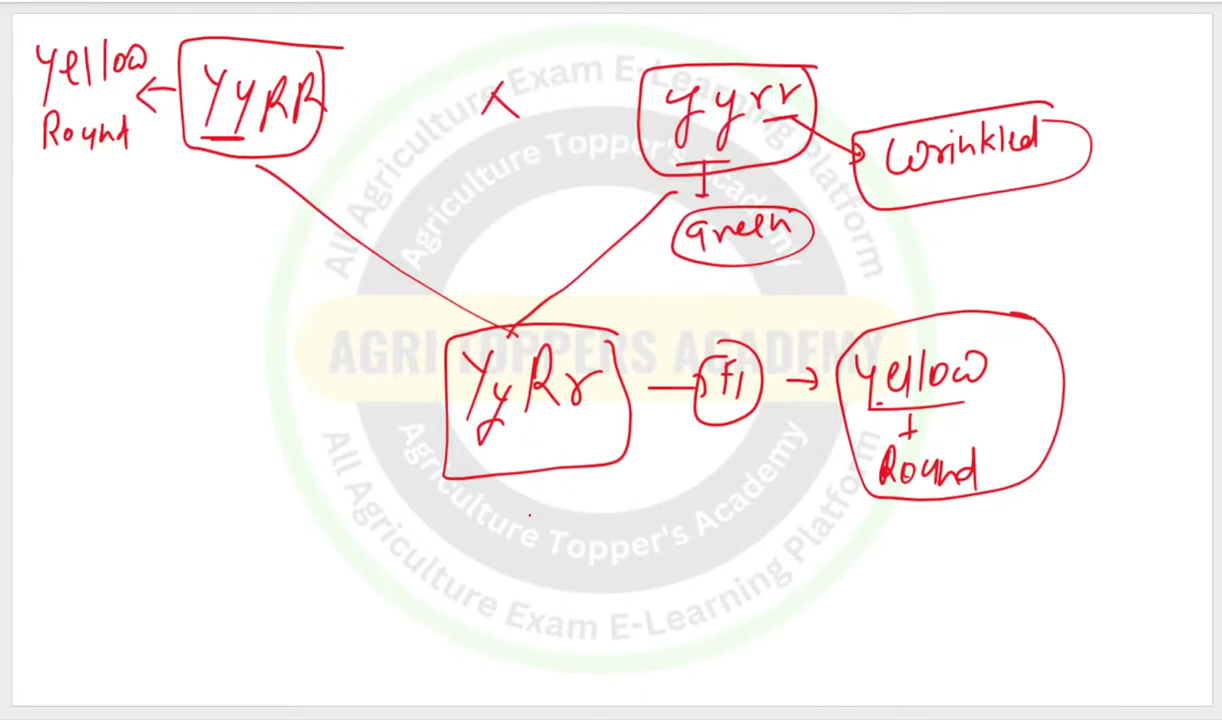 Yellow
Round
← YYRR
×
yyrr
Wrinkled
Green
YyRr → F1 → Yellow
+
Round
All Agriculture Exam E-Learning Platform
Agriculture Topper's Academy
AGRI TOPPERS ACADEMY
Agriculture Topper's Academy
All Agriculture Exam E-Learning Platform